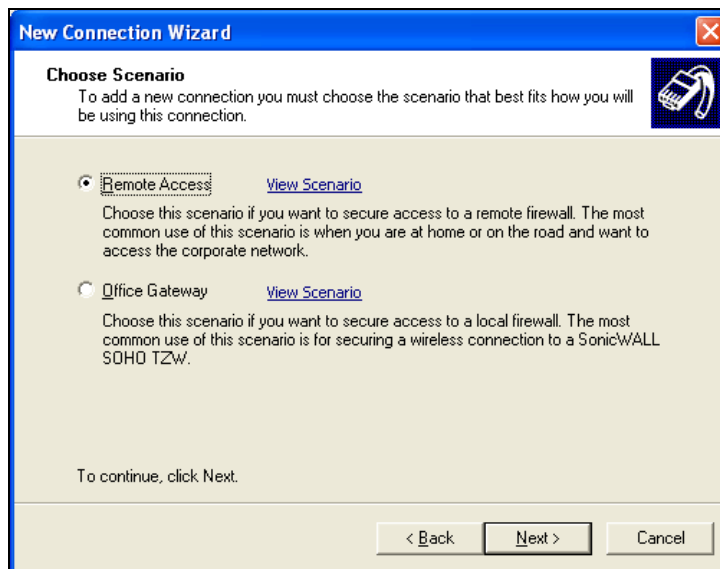 New Connection Wizard
Choose Scenario
To add a new connection you must choose the scenario that best fits how you will
be using this connection.
Remote Access View Scenario
Choose this scenario if you want to secure access to a remote firewall. The most
common use of this scenario is when you are at home or on the road and want to
access the corporate network.
Office Gateway View Scenario
Choose this scenario if you want to secure access to a local firewall. The most
common use of this scenario is for securing a wireless connection to a SonicWALL
SOHO TZW.
To continue, click Next.
< Back Next > Cancel